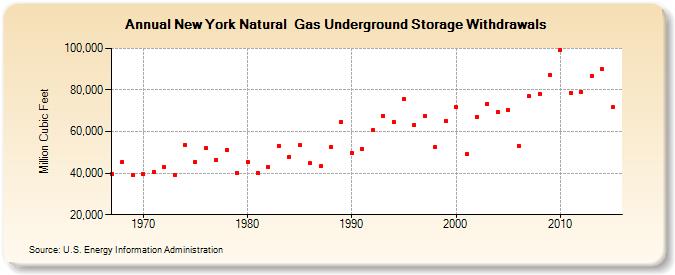 Annual New York Natural Gas Underground Storage Withdrawals
Million Cubic Feet
100,000
80,000
60,000
40,000
20,000
1970 1980 1990 2000 2010
Source: U.S. Energy Information Administration